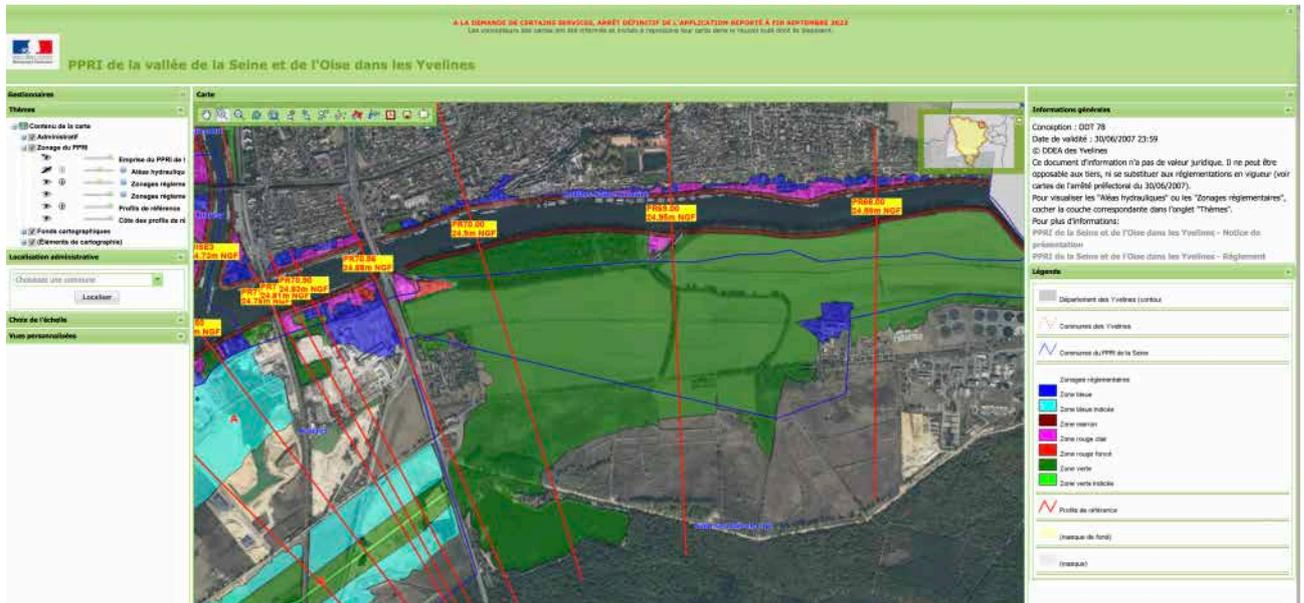 A LA DEMANDE DE CERTAINS SERVICES, ARRÊT DÉFINITIF DE L'APPLICATION REPORTÉ À FIN SEPTEMBRE 2023
PPRI de la vallée de la Seine et de l'Oise dans les Yvelines
Gestionnaires
Thèmes
Contenu de la carte
Administratif
Zonage du PPRI
Emprise du PPRI de l
Aléas hydrauliqu
Zonages régleme
Zonages régleme
Profils de référence
Côte des profils de ré
Fonds cartographiques
(Éléments de cartographie)
Localisation administrative
Choisissez une commune
Localiser
Choix de l'échelle
Vues personnalisées
Carte
PR70.00
24.9m NGF
PR69.00
24.95m NGF
PR68.00
24.98m NGF
PR70.56
24.88m NGF
PR70.90
24.83m NGF
24.81m NGF
A
Informations générales
Conception : DDT 78
Date de validité : 30/06/2007 23:59
© DDEA des Yvelines
Ce document d'information n'a pas de valeur juridique. Il ne peut être
opposable aux tiers, ni se substituer aux réglementations en vigueur (voir
cartes de l'arrêté préfectoral du 30/06/2007).
Pour visualiser les "Aléas hydrauliques" ou les "Zonages réglementaires",
cocher la couche correspondante dans l'onglet "Thèmes".
Pour plus d'informations:
PPRI de la Seine et de l'Oise dans les Yvelines - Notice de
présentation
PPRI de la Seine et de l'Oise dans les Yvelines - Règlement
Légende
Département des Yvelines (contour
Communes des Yvelines
Communes du PPRI de la Seine
Zonages réglementaires
Zone bleue
Zone bleue indicée
Zone marron
Zone rouge clair
Zone rouge foncé
Zone verte
Zone verte indicée
Profils de référence
(masque de fond)
(masque)